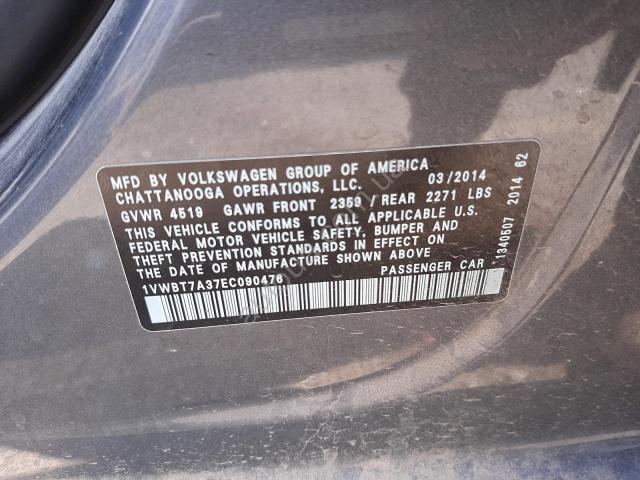 MFD BY VOLKSWAGEN GROUP OF AMERICA
CHATTANOOGA OPERATIONS, LLC. 03/2014
GVWR 4519 GAWR FRONT 2359 / REAR 2271 LBS
THIS VEHICLE CONFORMS TO ALL APPLICABLE U.S.
FEDERAL MOTOR VEHICLE SAFETY, BUMPER AND
THEFT PREVENTION STANDARDS IN EFFECT ON
THE DATE OF MANUFACTURE SHOWN ABOVE
1VWBT7A37EC090476 PASSENGER CAR
1340507 2014 62